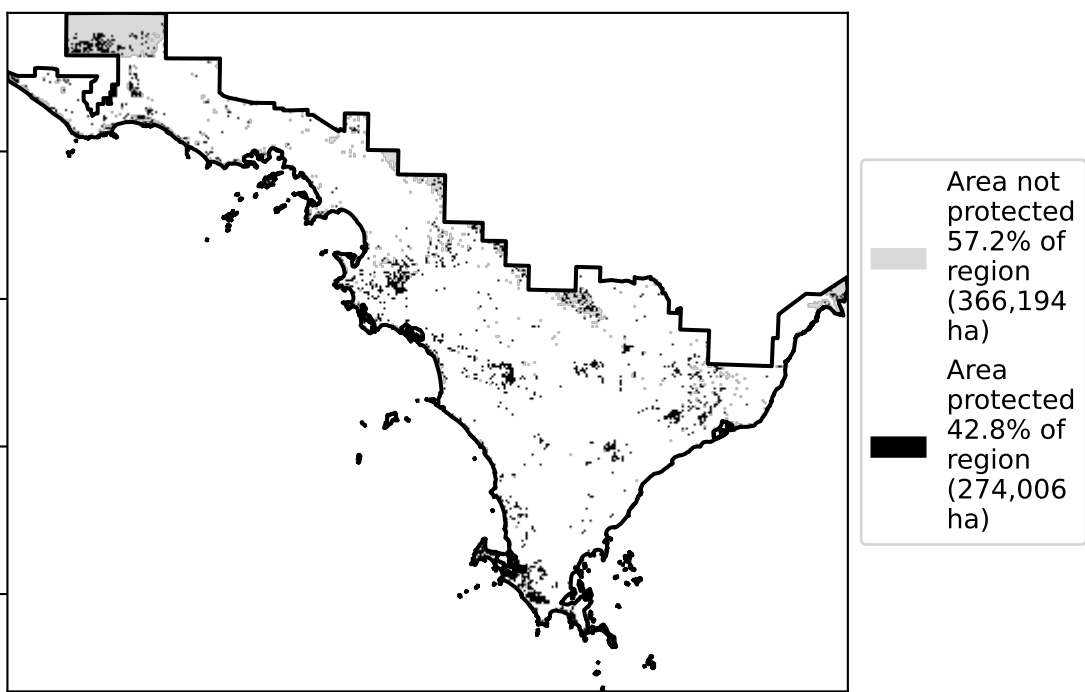 Area not
protected
57.2% of
region
(366,194
ha)
Area
protected
42.8% of
region
(274,006
ha)